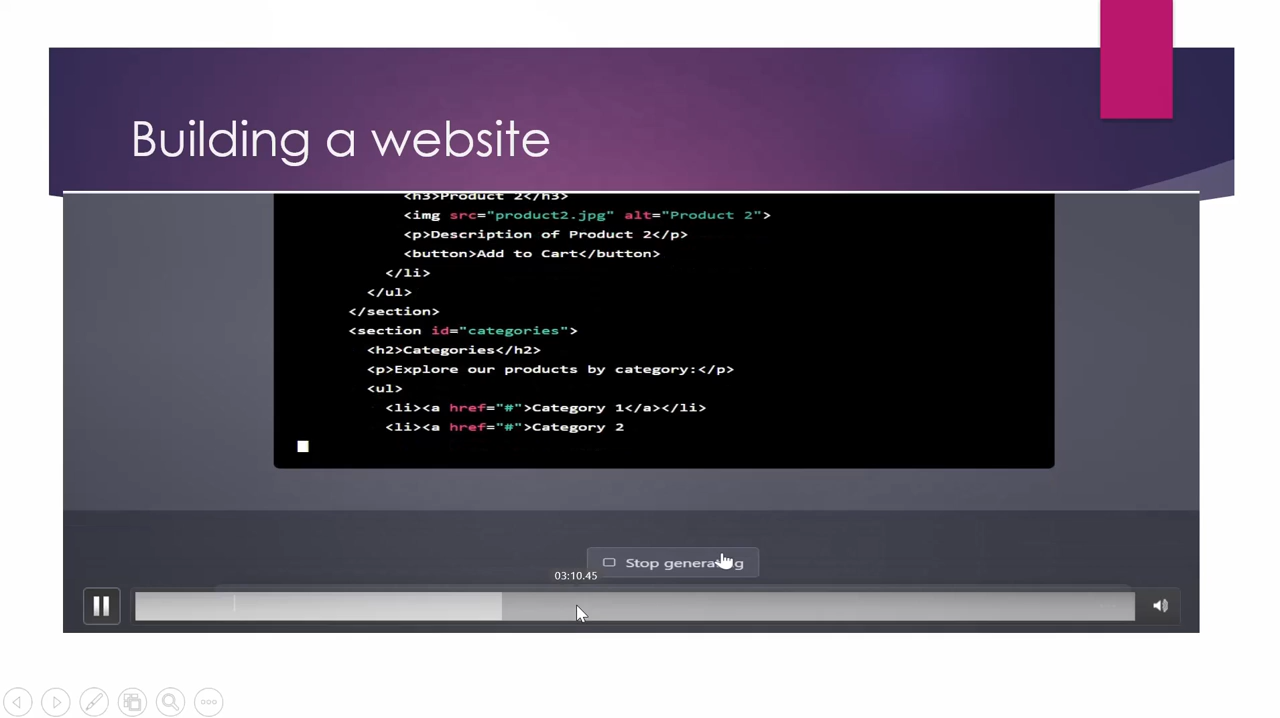 Building a website
<h3>Product 2</h3>
<img src="product2.jpg" alt="Product 2">
<p>Description of Product 2</p>
<button>Add to Cart</button>
</li>
</ul>
</section>
<section id="categories">
<h2>Categories</h2>
<p>Explore our products by category:</p>
<ul>
<li><a href="#">Category 1</a></li>
<li><a href="#">Category 2
Stop generating
03:10.45